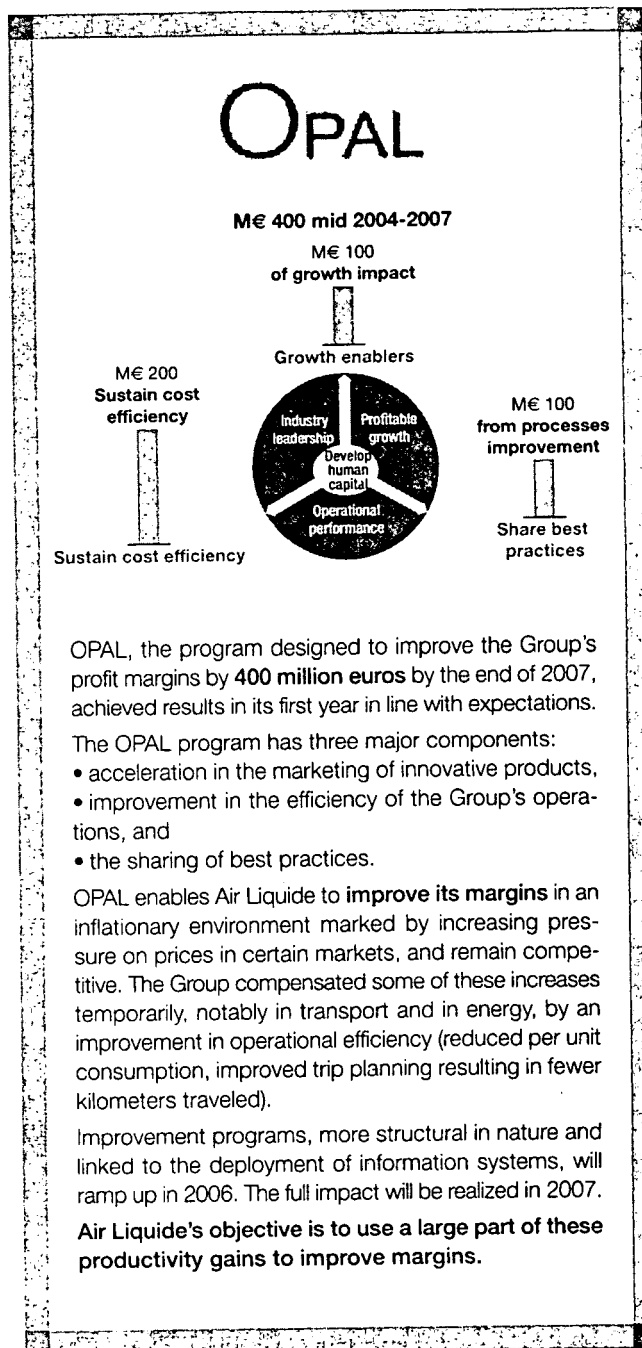 OPAL
M€ 400 mid 2004-2007
M€ 100
of growth impact
Growth enablers
M€ 200
Sustain cost
efficiency
Sustain cost efficiency
Industry
leadership
Profitable
growth
Develop
human
capital
Operational
performance
M€ 100
from processes
improvement
Share best
practices
OPAL, the program designed to improve the Group's
profit margins by 400 million euros by the end of 2007,
achieved results in its first year in line with expectations.
The OPAL program has three major components:
• acceleration in the marketing of innovative products,
• improvement in the efficiency of the Group's opera-
tions, and
• the sharing of best practices.
OPAL enables Air Liquide to improve its margins in an
inflationary environment marked by increasing pres-
sure on prices in certain markets, and remain compe-
titive. The Group compensated some of these increases
temporarily, notably in transport and in energy, by an
improvement in operational efficiency (reduced per unit
consumption, improved trip planning resulting in fewer
kilometers traveled).
Improvement programs, more structural in nature and
linked to the deployment of information systems, will
ramp up in 2006. The full impact will be realized in 2007.
Air Liquide's objective is to use a large part of these
productivity gains to improve margins.